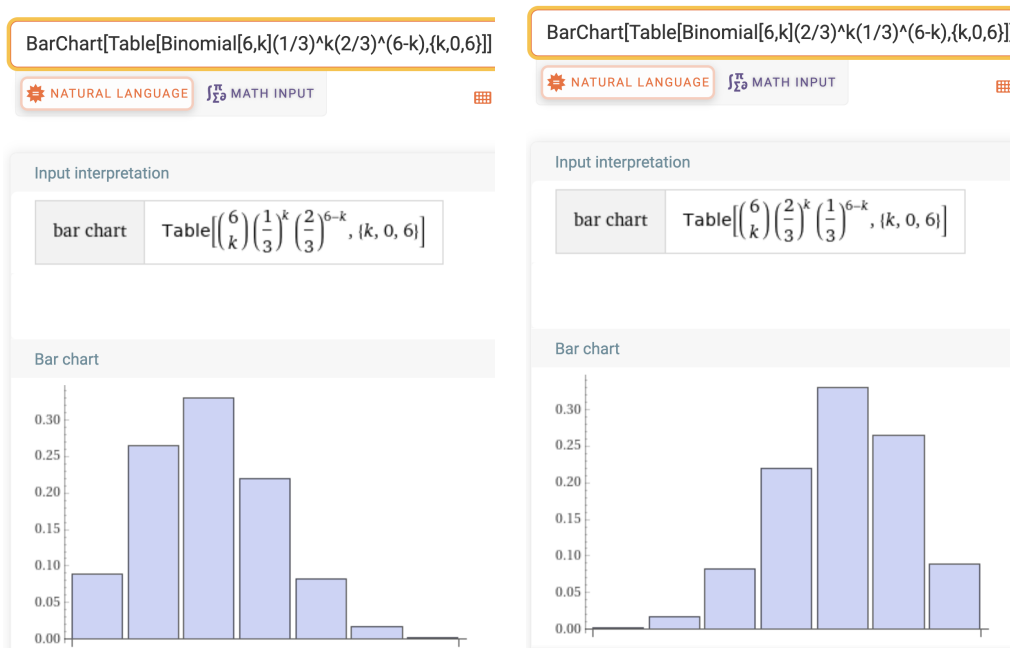 BarChart[Table[Binomial[6,k](1/3)^k(2/3)^(6-k),{k,0,6}]]
NATURAL LANGUAGE
∫π∑∂ MATH INPUT
Input interpretation
bar chart
Table[(6 k) (1/3)^k (2/3)^6−k, {k, 0, 6}]
Bar chart
0.30
0.25
0.20
0.15
0.10
0.05
0.00
BarChart[Table[Binomial[6,k](2/3)^k(1/3)^(6-k),{k,0,6}]]
NATURAL LANGUAGE
∫π∑∂ MATH INPUT
Input interpretation
bar chart
Table[(6 k) (2/3)^k (1/3)^6−k, {k, 0, 6}]
Bar chart
0.30
0.25
0.20
0.15
0.10
0.05
0.00